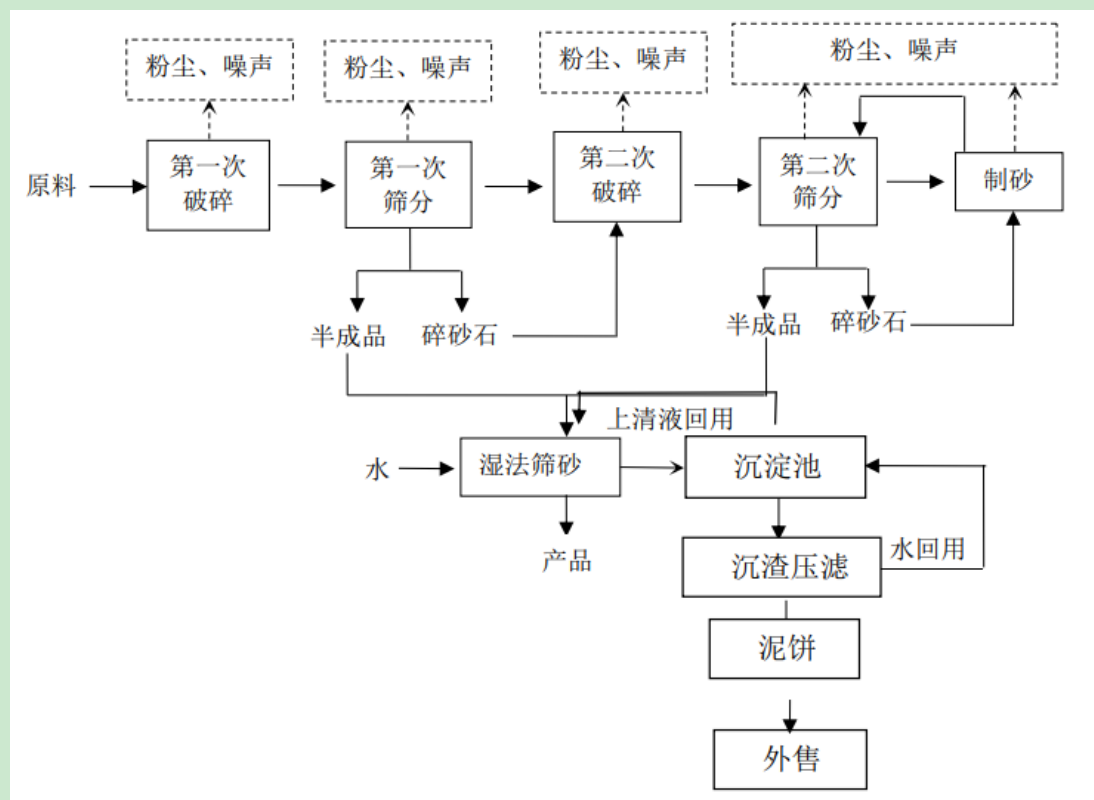 粉尘、噪声
粉尘、噪声
粉尘、噪声
粉尘、噪声
原料
第一次
破碎
第一次
筛分
第二次
破碎
第二次
筛分
制砂
半成品
碎砂石
半成品
碎砂石
上清液回用
水
湿法筛砂
沉淀池
产品
沉渣压滤
水回用
泥饼
外售